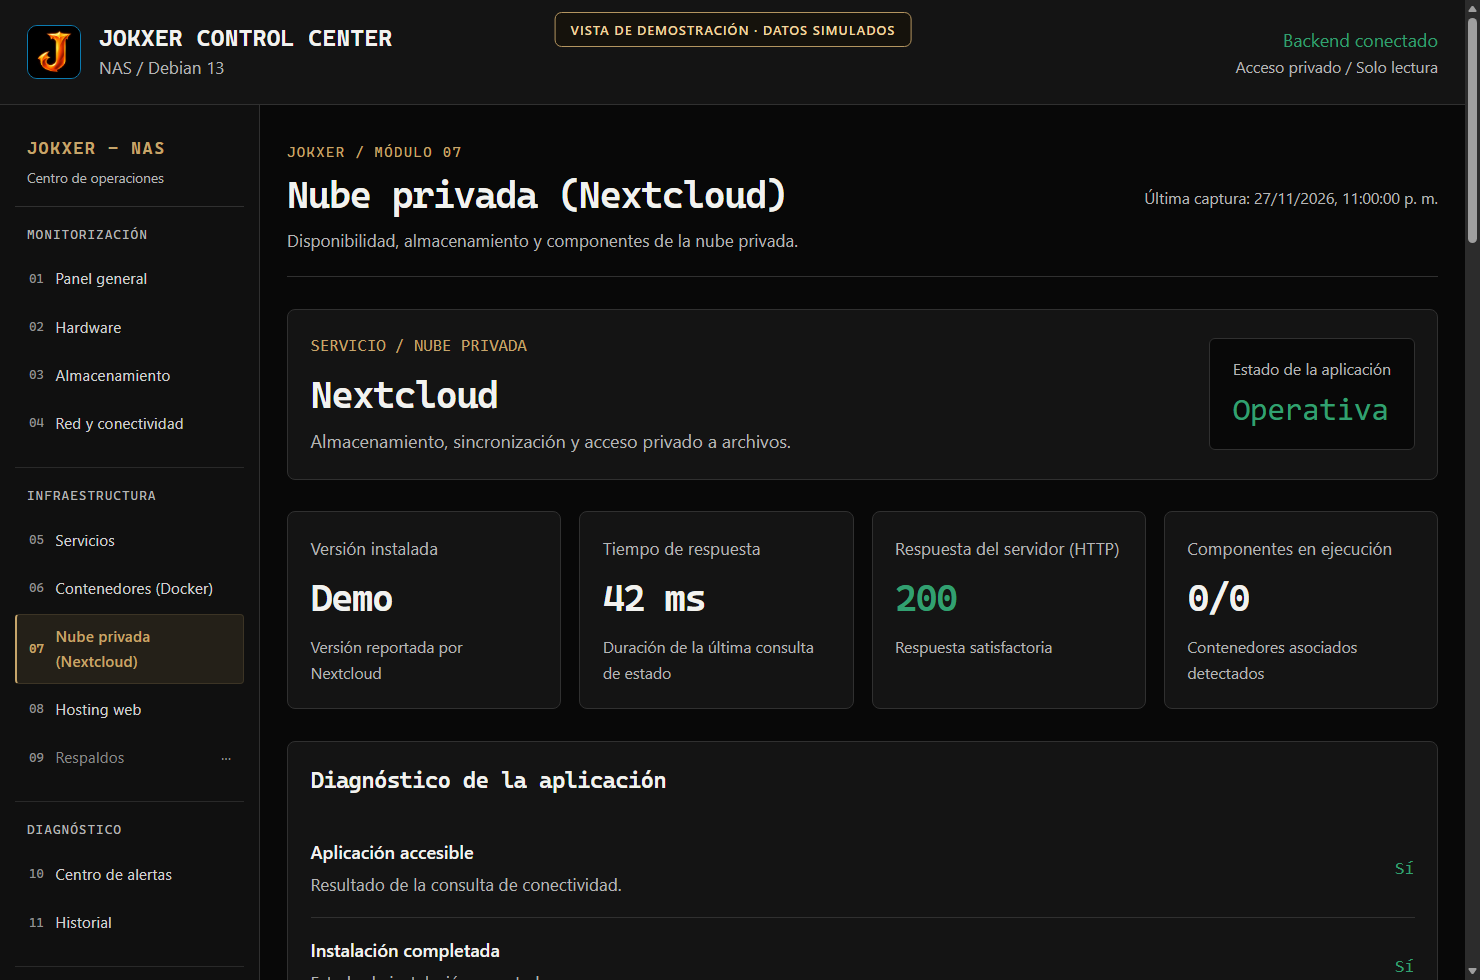 JOKXER CONTROL CENTER
NAS / Debian 13
VISTA DE DEMOSTRACIÓN · DATOS SIMULADOS
Backend conectado
Acceso privado / Solo lectura
JOKXER – NAS
Centro de operaciones
MONITORIZACIÓN
01 Panel general
02 Hardware
03 Almacenamiento
04 Red y conectividad
INFRAESTRUCTURA
05 Servicios
06 Contenedores (Docker)
07 Nube privada
(Nextcloud)
08 Hosting web
09 Respaldos ...
DIAGNÓSTICO
10 Centro de alertas
11 Historial
JOKXER / MÓDULO 07
Nube privada (Nextcloud)
Disponibilidad, almacenamiento y componentes de la nube privada.
Última captura: 27/11/2026, 11:00:00 p. m.
SERVICIO / NUBE PRIVADA
Nextcloud
Almacenamiento, sincronización y acceso privado a archivos.
Estado de la aplicación
Operativa
Versión instalada
Demo
Versión reportada por
Nextcloud
Tiempo de respuesta
42 ms
Duración de la última consulta
de estado
Respuesta del servidor (HTTP)
200
Respuesta satisfactoria
Componentes en ejecución
0/0
Contenedores asociados
detectados
Diagnóstico de la aplicación
Aplicación accesible
Resultado de la consulta de conectividad.
Sí
Instalación completada
Sí